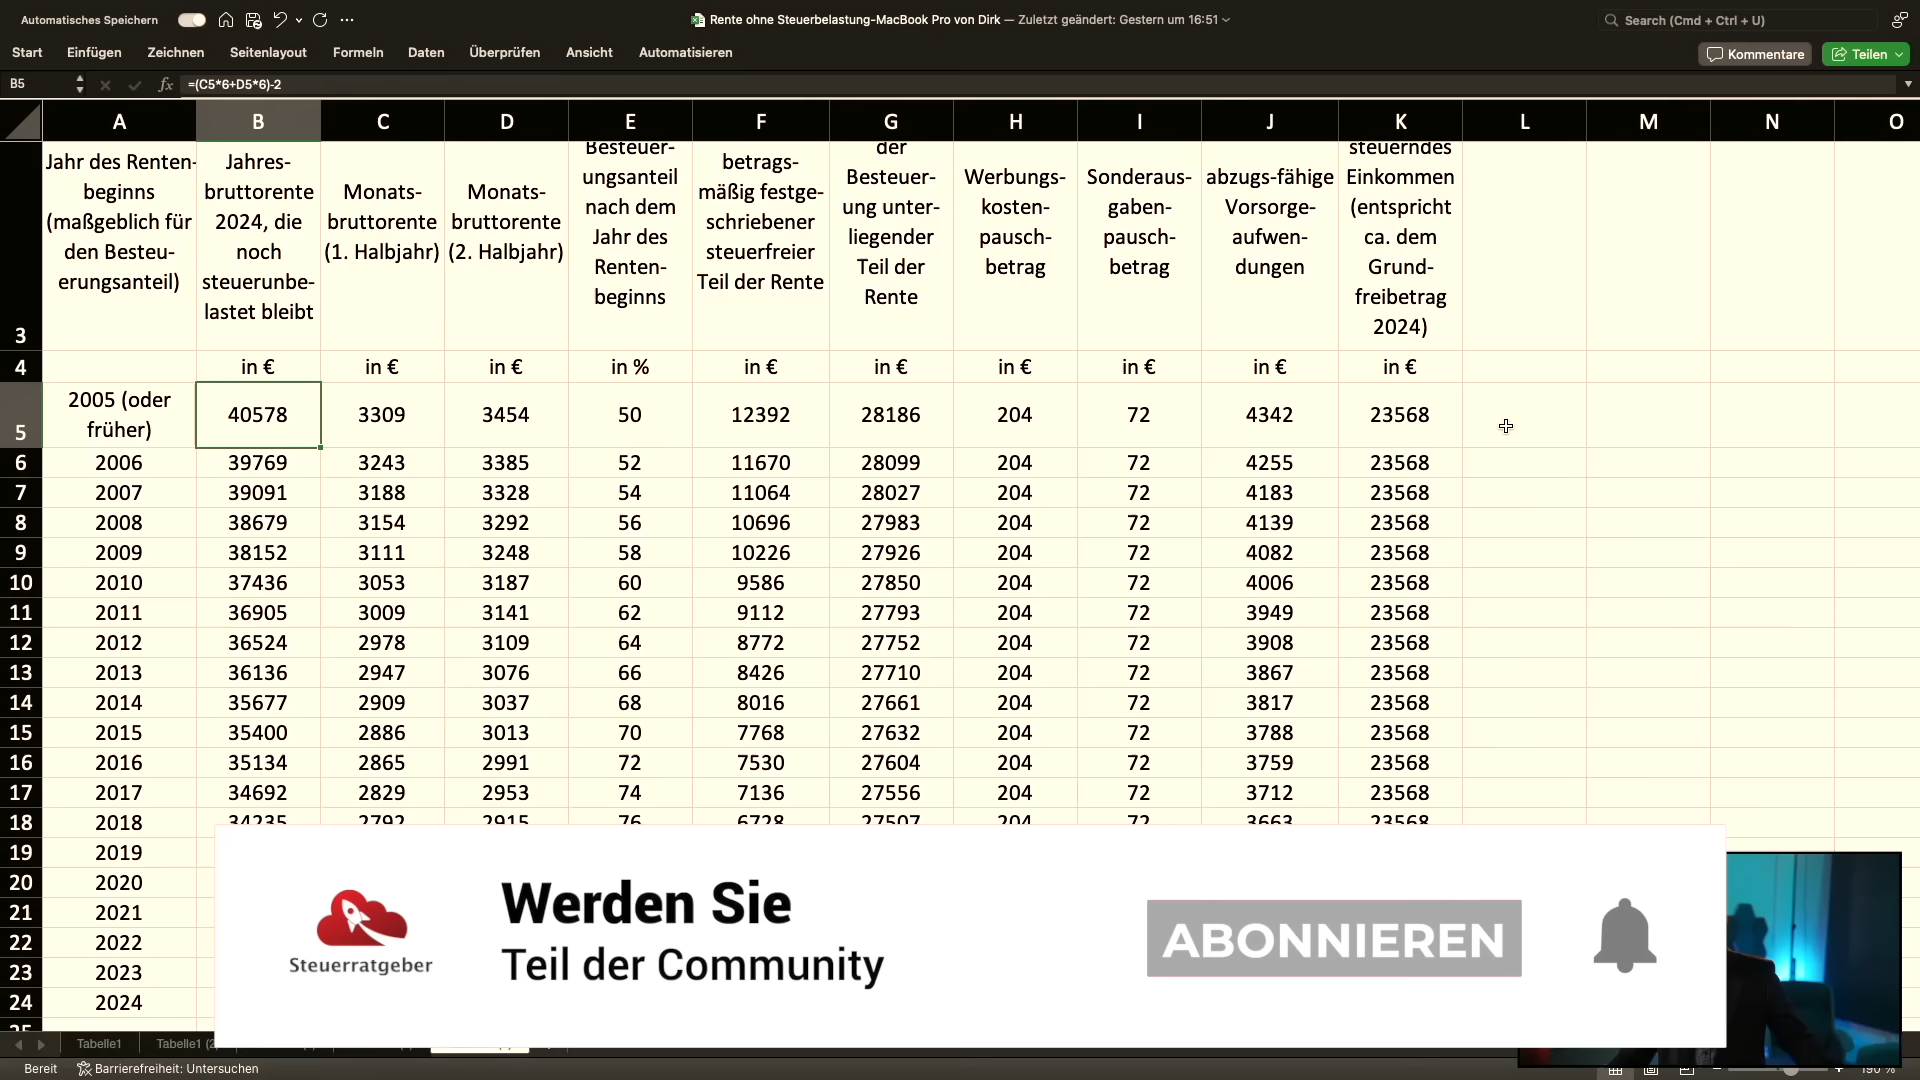 Automatisches Speichern
Rente ohne Steuerbelastung-MacBook Pro von Dirk — Zuletzt geändert: Gestern um 16:51
Search (Cmd + Ctrl + U)
Start Einfügen Zeichnen Seitenlayout Formeln Daten Überprüfen Ansicht Automatisieren
Kommentare Teilen
B5 fx =(C5*6+D5*6)-2
A B C D E F G H I J K L M N O
3
Jahr des Renten-
beginns
(maßgeblich für
den Besteu-
erungsanteil)
Jahres-
bruttorente
2024, die
noch
steuerunbe-
lastet bleibt
Monats-
bruttorente
(1. Halbjahr)
Monats-
bruttorente
(2. Halbjahr)
Besteuer-
ungsanteil
nach dem
Jahr des
Renten-
beginns
betrags-
mäßig festge-
schriebener
steuerfreier
Teil der Rente
der
Besteuer-
ung unter-
liegender
Teil der
Rente
Werbungs-
kosten-
pausch-
betrag
Sonderaus-
gaben-
pausch-
betrag
abzugs-fähige
Vorsorge-
aufwen-
dungen
steuerndes
Einkommen
(entspricht
ca. dem
Grund-
freibetrag
2024)
4 in € in € in € in % in € in € in € in € in € in €
5 2005 (oder
früher) 40578 3309 3454 50 12392 28186 204 72 4342 23568
6 2006 39769 3243 3385 52 11670 28099 204 72 4255 23568
7 2007 39091 3188 3328 54 11064 28027 204 72 4183 23568
8 2008 38679 3154 3292 56 10696 27983 204 72 4139 23568
9 2009 38152 3111 3248 58 10226 27926 204 72 4082 23568
10 2010 37436 3053 3187 60 9586 27850 204 72 4006 23568
11 2011 36905 3009 3141 62 9112 27793 204 72 3949 23568
12 2012 36524 2978 3109 64 8772 27752 204 72 3908 23568
13 2013 36136 2947 3076 66 8426 27710 204 72 3867 23568
14 2014 35677 2909 3037 68 8016 27661 204 72 3817 23568
15 2015 35400 2886 3013 70 7768 27632 204 72 3788 23568
16 2016 35134 2865 2991 72 7530 27604 204 72 3759 23568
17 2017 34692 2829 2953 74 7136 27556 204 72 3712 23568
18 2018 34235 2792 2915 76 6728 27507 204 72 3663 23568
19 2019
20 2020
21 2021
22 2022
23 2023
24 2024
25
Steuerratgeber
Werden Sie
Teil der Community
ABONNIEREN
Tabelle1 Tabelle1
Bereit Barrierefreiheit: Untersuchen
190 %